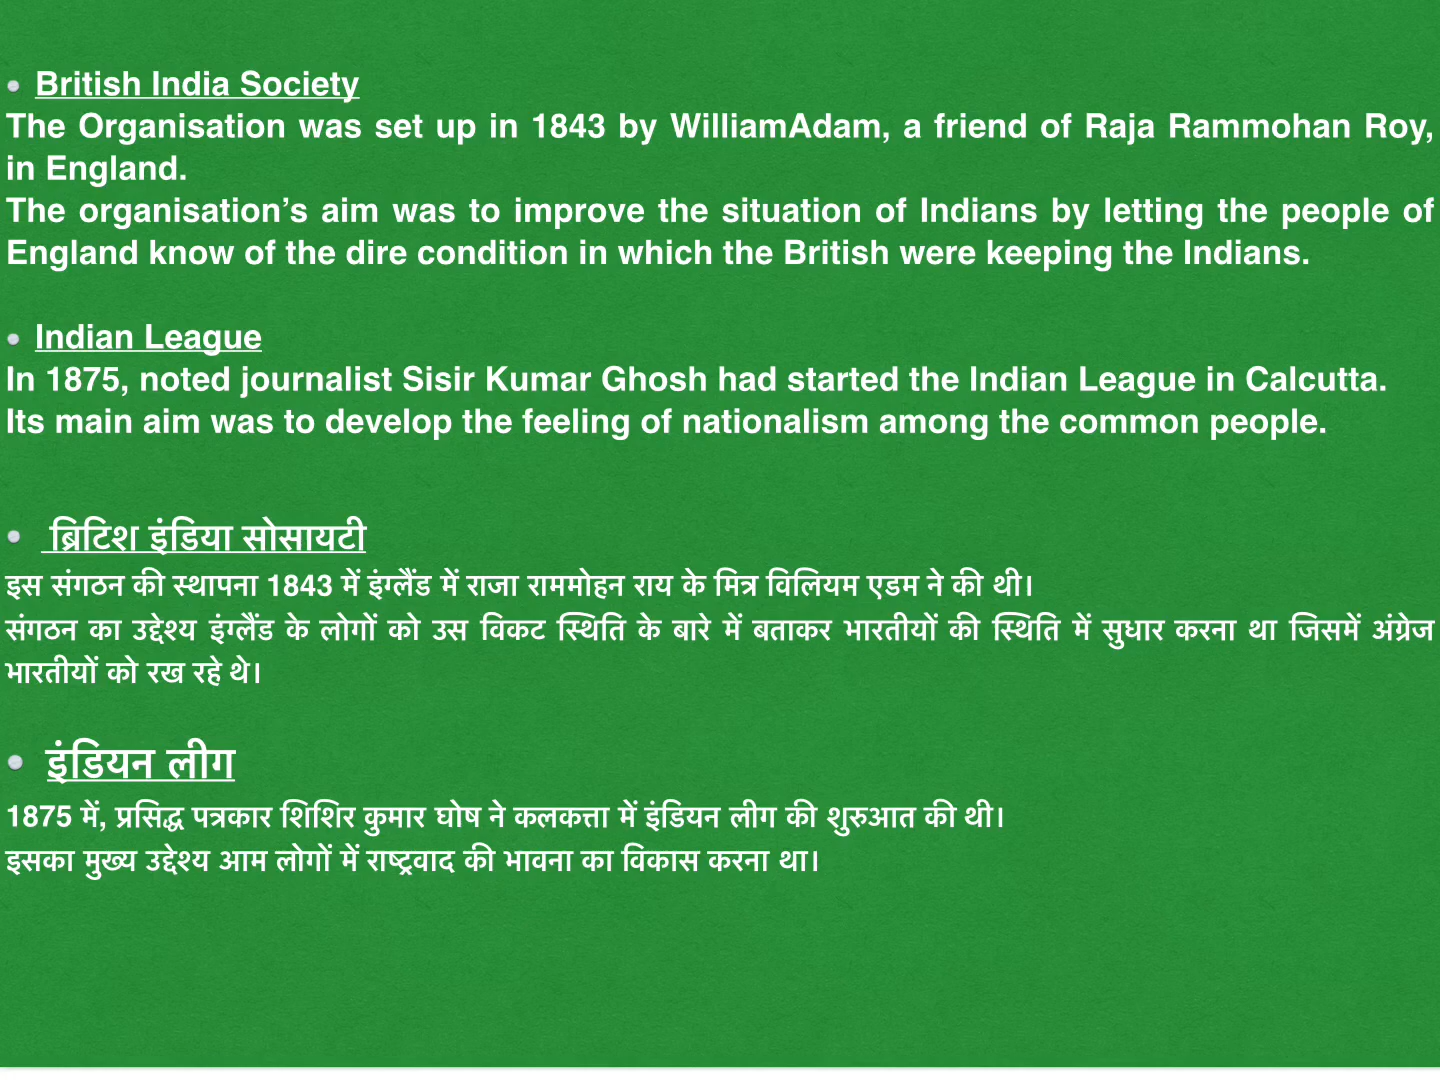 British India Society
The Organisation was set up in 1843 by WilliamAdam, a friend of Raja Rammohan Roy,
in England.
The organisation’s aim was to improve the situation of Indians by letting the people of
England know of the dire condition in which the British were keeping the Indians.
Indian League
In 1875, noted journalist Sisir Kumar Ghosh had started the Indian League in Calcutta.
Its main aim was to develop the feeling of nationalism among the common people.
ब्रिटिश इंडिया सोसायटी
इस संगठन की स्थापना 1843 में इंग्लैंड में राजा राममोहन राय के मित्र विलियम एडम ने की थी।
संगठन का उद्देश्य इंग्लैंड के लोगों को उस विकट स्थिति के बारे में बताकर भारतीयों की स्थिति में सुधार करना था जिसमें अंग्रेज
भारतीयों को रख रहे थे।
इंडियन लीग
1875 में, प्रसिद्ध पत्रकार शिशिर कुमार घोष ने कलकत्ता में इंडियन लीग की शुरुआत की थी।
इसका मुख्य उद्देश्य आम लोगों में राष्ट्रवाद की भावना का विकास करना था।